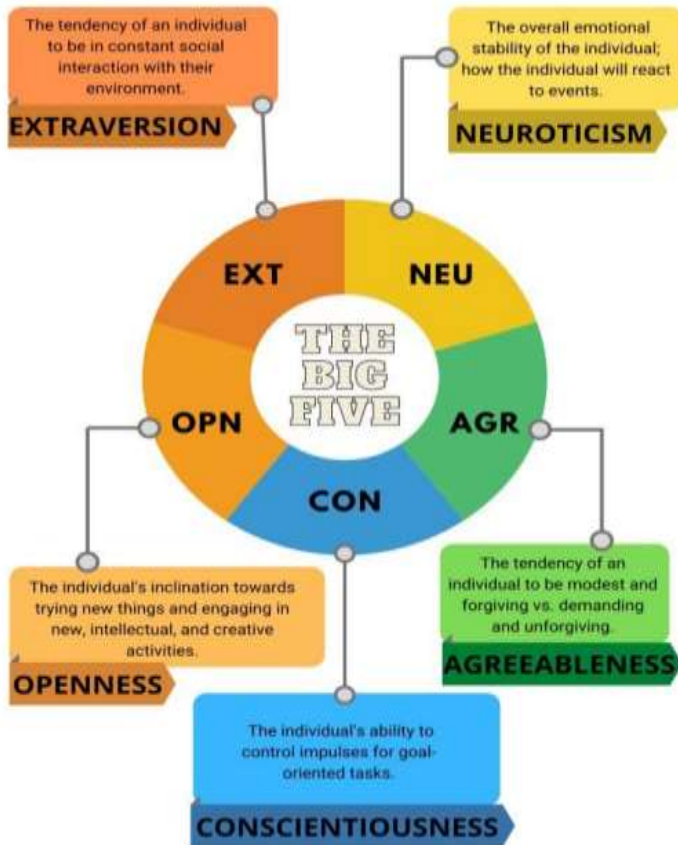 The tendency of an individual
to be in constant social
interaction with their
environment.
EXTRAVERSION
The overall emotional
stability of the individual;
how the individual will react
to events.
NEUROTICISM
EXT
NEU
THE
BIG
FIVE
OPN
AGR
CON
The individual's inclination towards
trying new things and engaging in
new, intellectual, and creative
activities.
OPENNESS
The tendency of an
individual to be modest and
forgiving vs. demanding
and unforgiving.
AGREEABLENESS
The individual's ability to
control impulses for goal-
oriented tasks.
CONSCIENTIOUSNESS